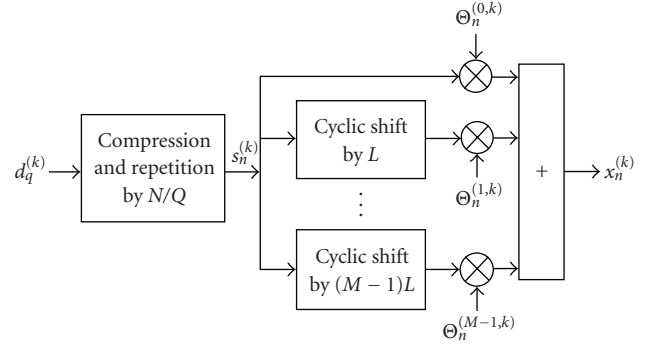 Θ_n^{(0,k)}
d_q^{(k)}
Compression
and repetition
by N/Q
s_n^{(k)}
Cyclic shift
by L
Θ_n^{(1,k)}
+
x_n^{(k)}
⋮
Cyclic shift
by (M − 1)L
Θ_n^{(M−1,k)}